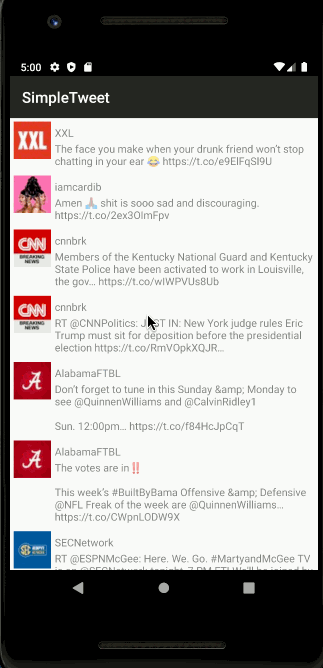 5:00
SimpleTweet
XXL
XXL
The face you make when your drunk friend won't stop
chatting in your ear 😂 https://t.co/e9EIFqSI9U
iamcardib
Amen 🙏🏼 shit is sooo sad and discouraging.
https://t.co/2ex3OlmFpv
CNN
BREAKING
NEWS
cnnbrk
Members of the Kentucky National Guard and Kentucky
State Police have been activated to work in Louisville,
the gov… https://t.co/wIWPVUs8Ub
CNN
BREAKING
NEWS
cnnbrk
RT @CNNPolitics: JUST IN: New York judge rules Eric
Trump must sit for deposition before the presidential
election https://t.co/RmVOpkXQJR…
A
AlabamaFTBL
Don't forget to tune in this Sunday &amp; Monday to
see @QuinnenWilliams and @CalvinRidley1
Sun. 12:00pm… https://t.co/f84HcJpCqT
A
AlabamaFTBL
The votes are in‼️
This week's #BuiltByBama Offensive &amp; Defensive
@NFL Freak of the week are @QuinnenWilliams…
https://t.co/CWpnLODW9X
SEC
SECNetwork
RT @ESPNMcGee: Here. We. Go. #MartyandMcGee TV